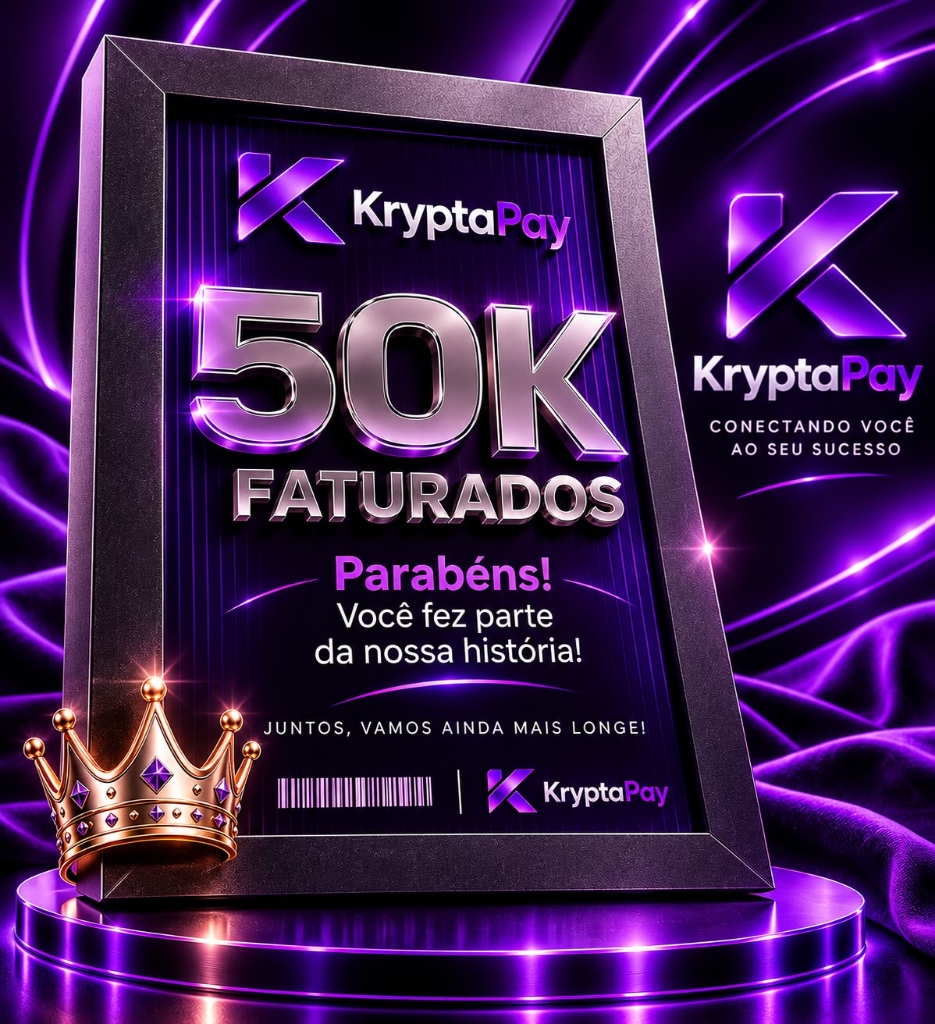 KryptaPay
50K
FATURADOS
Parabéns!
Você fez parte
da nossa história!
JUNTOS, VAMOS AINDA MAIS LONGE!
KryptaPay
KryptaPay
CONECTANDO VOCÊ
AO SEU SUCESSO